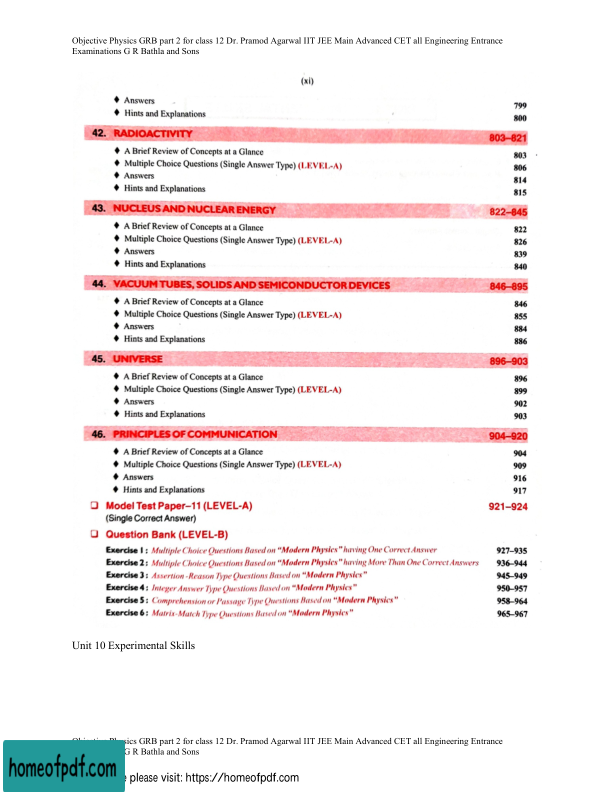 Objective Physics GRB part 2 for class 12 Dr. Pramod Agarwal IIT JEE Main Advanced CET all Engineering Entrance
Examinations G R Bathla and Sons
(xi)
♦ Answers 799
♦ Hints and Explanations 800
42. RADIOACTIVITY 803–821
♦ A Brief Review of Concepts at a Glance 803
♦ Multiple Choice Questions (Single Answer Type) (LEVEL-A) 806
♦ Answers 814
♦ Hints and Explanations 815
43. NUCLEUS AND NUCLEAR ENERGY 822–845
♦ A Brief Review of Concepts at a Glance 822
♦ Multiple Choice Questions (Single Answer Type) (LEVEL-A) 826
♦ Answers 839
♦ Hints and Explanations 840
44. VACUUM TUBES, SOLIDS AND SEMICONDUCTOR DEVICES 846–895
♦ A Brief Review of Concepts at a Glance 846
♦ Multiple Choice Questions (Single Answer Type) (LEVEL-A) 855
♦ Answers 884
♦ Hints and Explanations 886
45. UNIVERSE 896–903
♦ A Brief Review of Concepts at a Glance 896
♦ Multiple Choice Questions (Single Answer Type) (LEVEL-A) 899
♦ Answers 902
♦ Hints and Explanations 903
46. PRINCIPLES OF COMMUNICATION 904–920
♦ A Brief Review of Concepts at a Glance 904
♦ Multiple Choice Questions (Single Answer Type) (LEVEL-A) 909
♦ Answers 916
♦ Hints and Explanations 917
❑ Model Test Paper–11 (LEVEL-A) 921–924
(Single Correct Answer)
❑ Question Bank (LEVEL-B)
Exercise 1 : Multiple Choice Questions Based on "Modern Physics" having One Correct Answer 927–935
Exercise 2 : Multiple Choice Questions Based on "Modern Physics" having More Than One Correct Answers 936–944
Exercise 3 : Assertion -Reason Type Questions Based on "Modern Physics" 945–949
Exercise 4 : Integer Answer Type Questions Based on "Modern Physics" 950–957
Exercise 5 : Comprehension or Passage Type Questions Based on "Modern Physics" 958–964
Exercise 6 : Matrix-Match Type Questions Based on "Modern Physics" 965–967
Unit 10 Experimental Skills
Physics GRB part 2 for class 12 Dr. Pramod Agarwal IIT JEE Main Advanced CET all Engineering Entrance
G R Bathla and Sons
homeofpdf.com
please visit: https://homeofpdf.com